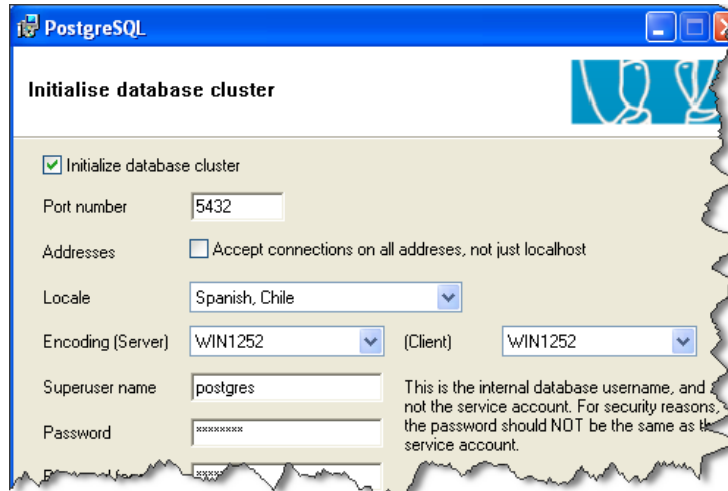 PostgreSQL
Initialise database cluster
Initialize database cluster
Port number 5432
Addresses Accept connections on all addreses, not just localhost
Locale Spanish, Chile
Encoding (Server) WIN1252 (Client) WIN1252
Superuser name postgres
This is the internal database username, and
not the service account. For security reasons,
Password ********
the password should NOT be the same as the
service account.